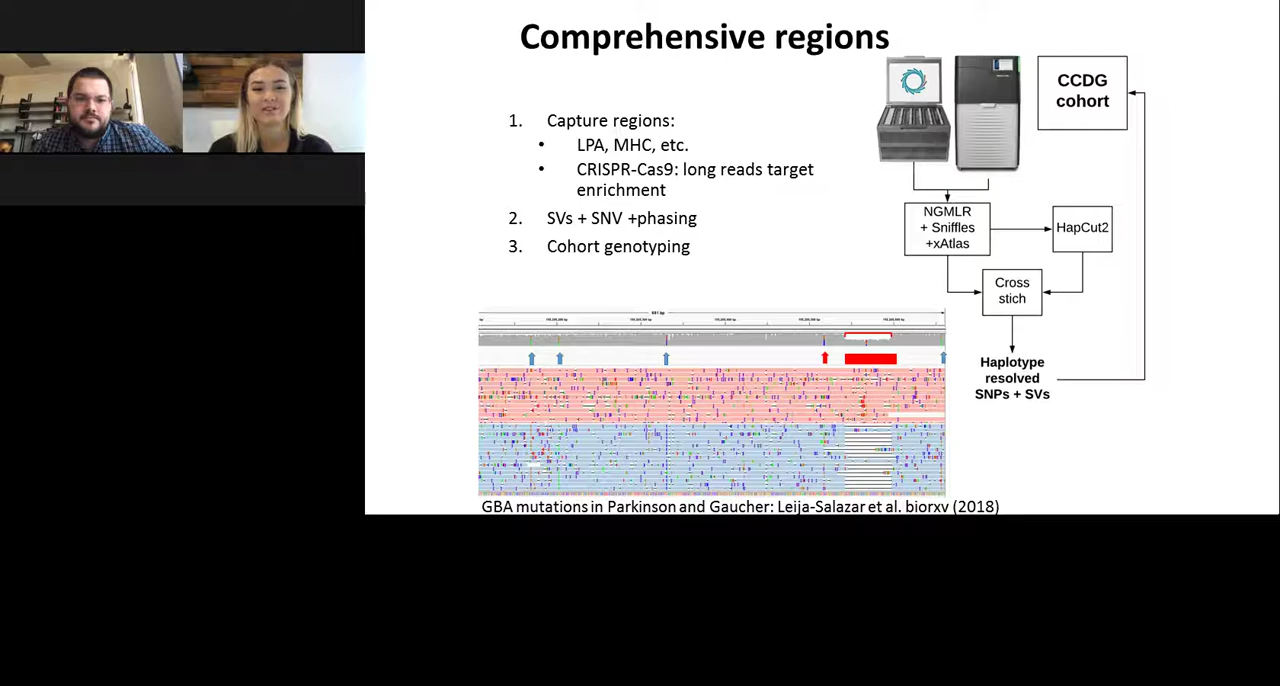 Comprehensive regions
1. Capture regions:
• LPA, MHC, etc.
• CRISPR-Cas9: long reads target
enrichment
2. SVs + SNV +phasing
3. Cohort genotyping
CCDG
cohort
NGMLR
+ Sniffles
+xAtlas
HapCut2
Cross
stich
Haplotype
resolved
SNPs + SVs
GBA mutations in Parkinson and Gaucher: Leija-Salazar et al. biorxv (2018)